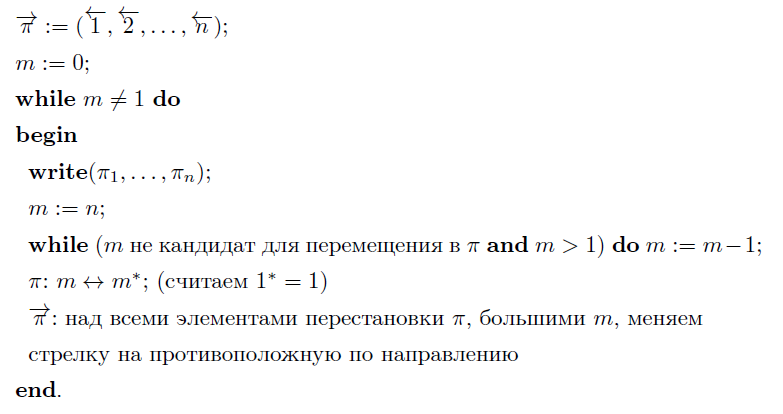 $\overrightarrow{\pi} := (\overleftarrow{1}, \overleftarrow{2}, \ldots, \overleftarrow{n});$
$m := 0;$
while $m \neq 1$ do
begin
write$(\pi_1, \ldots, \pi_n);$
$m := n;$
while ($m$ не кандидат для перемещения в $\pi$ and $m > 1$) do $m := m-1;$
$\pi$: $m \leftrightarrow m^*$; (считаем $1^* = 1$)
$\overrightarrow{\pi}$: над всеми элементами перестановки $\pi$, большими $m$, меняем
стрелку на противоположную по направлению
end.